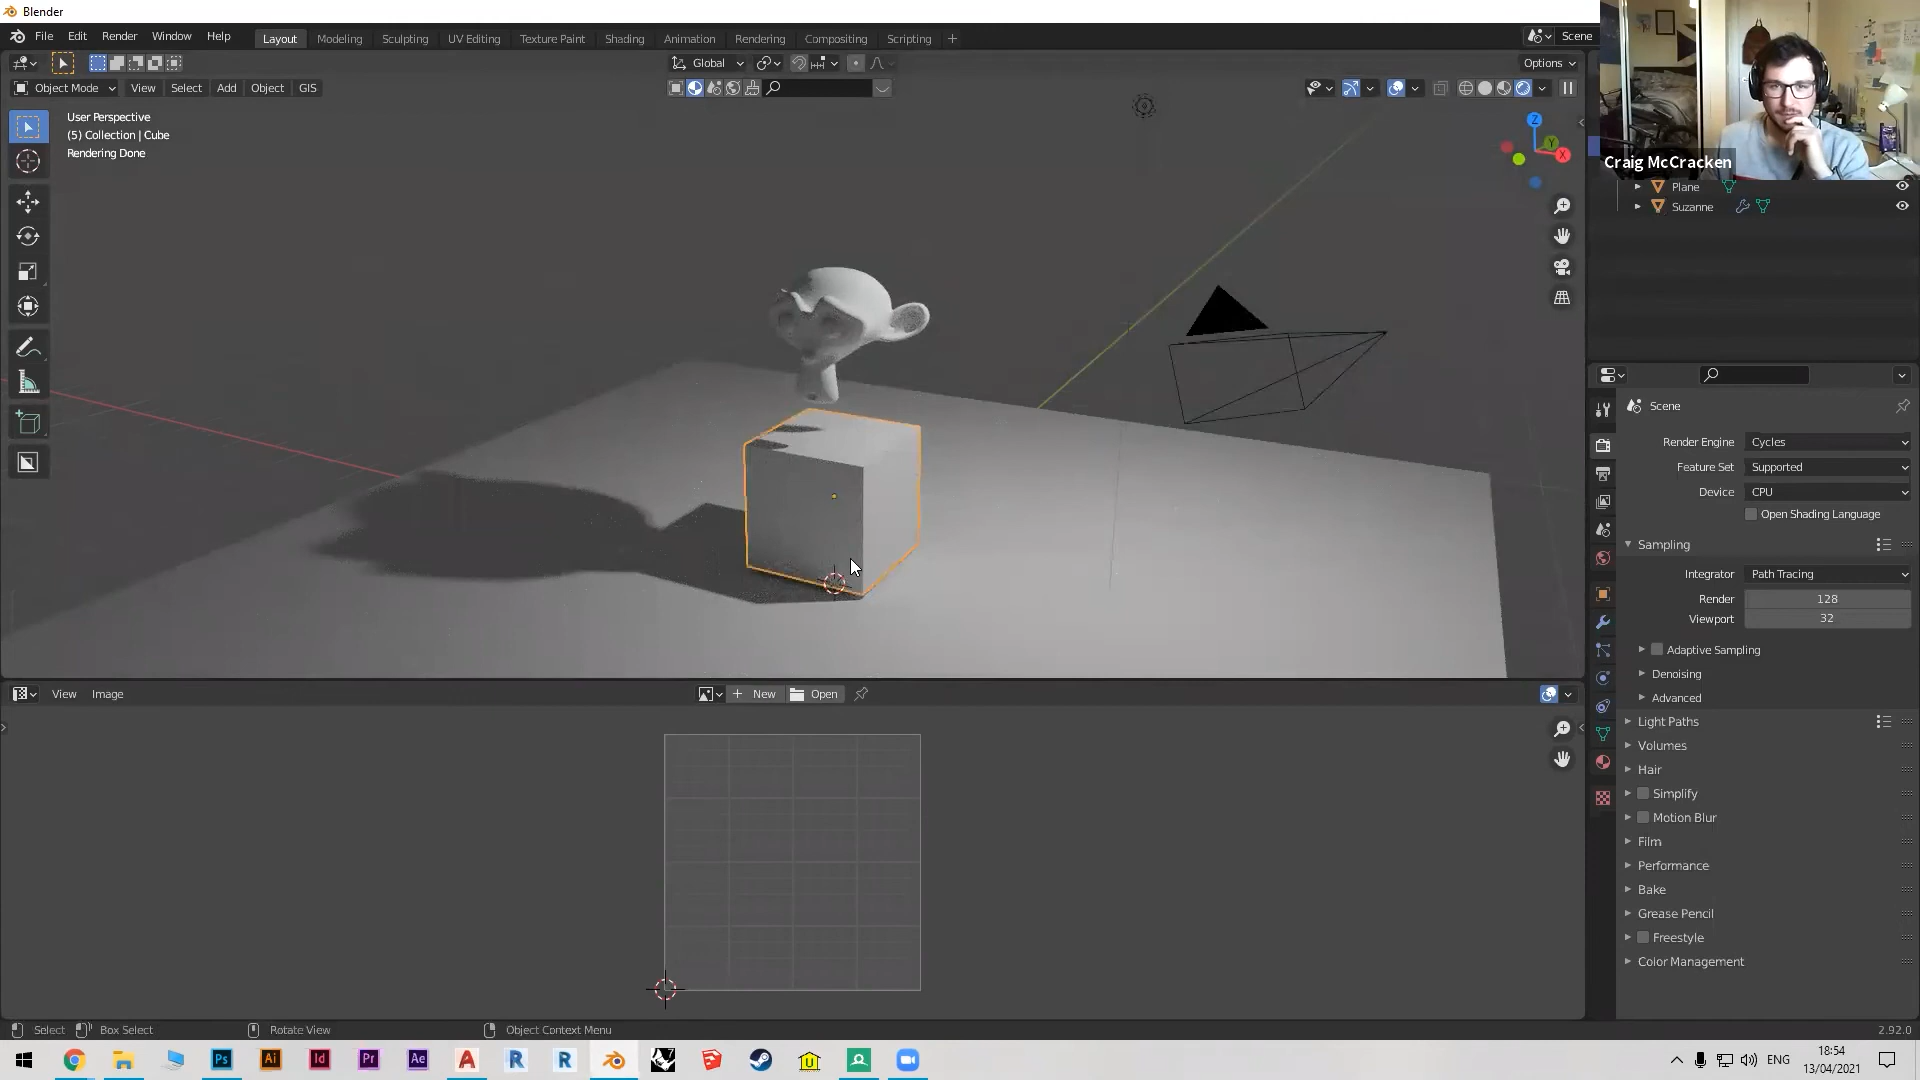 Blender
File Edit Render Window Help
Layout Modeling Sculpting UV Editing Texture Paint Shading Animation Rendering Compositing Scripting +
Scene
Global
Options
Object Mode View Select Add Object GIS
User Perspective
(5) Collection | Cube
Rendering Done
Z
Y
X
Craig McCracken
Plane
Suzanne
Scene
Render Engine Cycles
Feature Set Supported
Device CPU
Open Shading Language
Sampling
Integrator Path Tracing
Render 128
Viewport 32
Adaptive Sampling
Denoising
Advanced
Light Paths
Volumes
Hair
Simplify
Motion Blur
Film
Performance
Bake
Grease Pencil
Freestyle
Color Management
View Image
New Open
Select Box Select Rotate View Object Context Menu
2.92.0
Ps Ai Id Pr Ae A R R U
ENG
18:54
13/04/2021